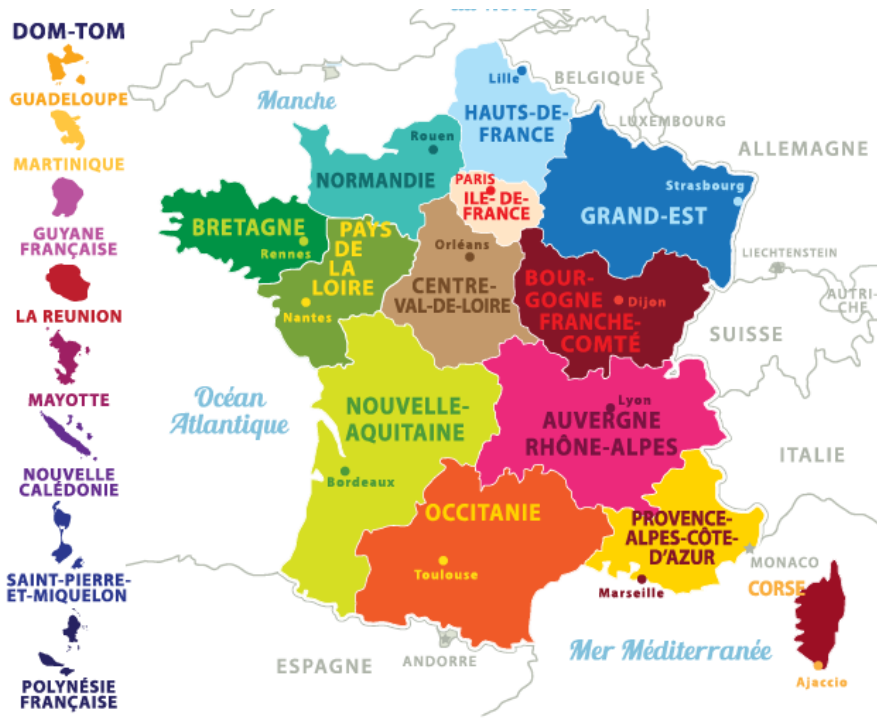 DOM-TOM
GUADELOUPE
MARTINIQUE
GUYANE
FRANÇAISE
LA REUNION
MAYOTTE
NOUVELLE
CALÉDONIE
SAINT-PIERRE-
ET-MIQUELON
POLYNÉSIE
FRANÇAISE
Manche
Lille
BELGIQUE
HAUTS-DE-
FRANCE
LUXEMBOURG
ALLEMAGNE
Rouen
NORMANDIE
PARIS
ILE- DE-
FRANCE
Strasbourg
GRAND-EST
BRETAGNE
Rennes
PAYS
DE
LA
LOIRE
Nantes
Orléans
CENTRE-
VAL-DE-LOIRE
BOUR-
GOGNE
FRANCHE-
COMTÉ
Dijon
LIECHTENSTEIN
AUTRI-
CHE
SUISSE
Océan
Atlantique
NOUVELLE-
AQUITAINE
Bordeaux
Lyon
AUVERGNE
RHÔNE-ALPES
ITALIE
OCCITANIE
Toulouse
PROVENCE-
ALPES-CÔTE-
D'AZUR
Marseille
MONACO
CORSE
Ajaccio
Mer Méditerranée
ESPAGNE
ANDORRE